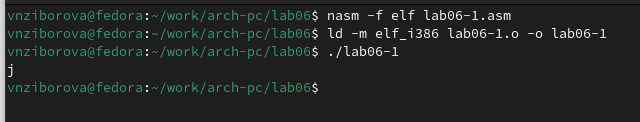 vnziborova@fedora:~/work/arch-pc/lab06$ nasm -f elf lab06-1.asm
vnziborova@fedora:~/work/arch-pc/lab06$ ld -m elf_i386 lab06-1.o -o lab06-1
vnziborova@fedora:~/work/arch-pc/lab06$ ./lab06-1
j
vnziborova@fedora:~/work/arch-pc/lab06$